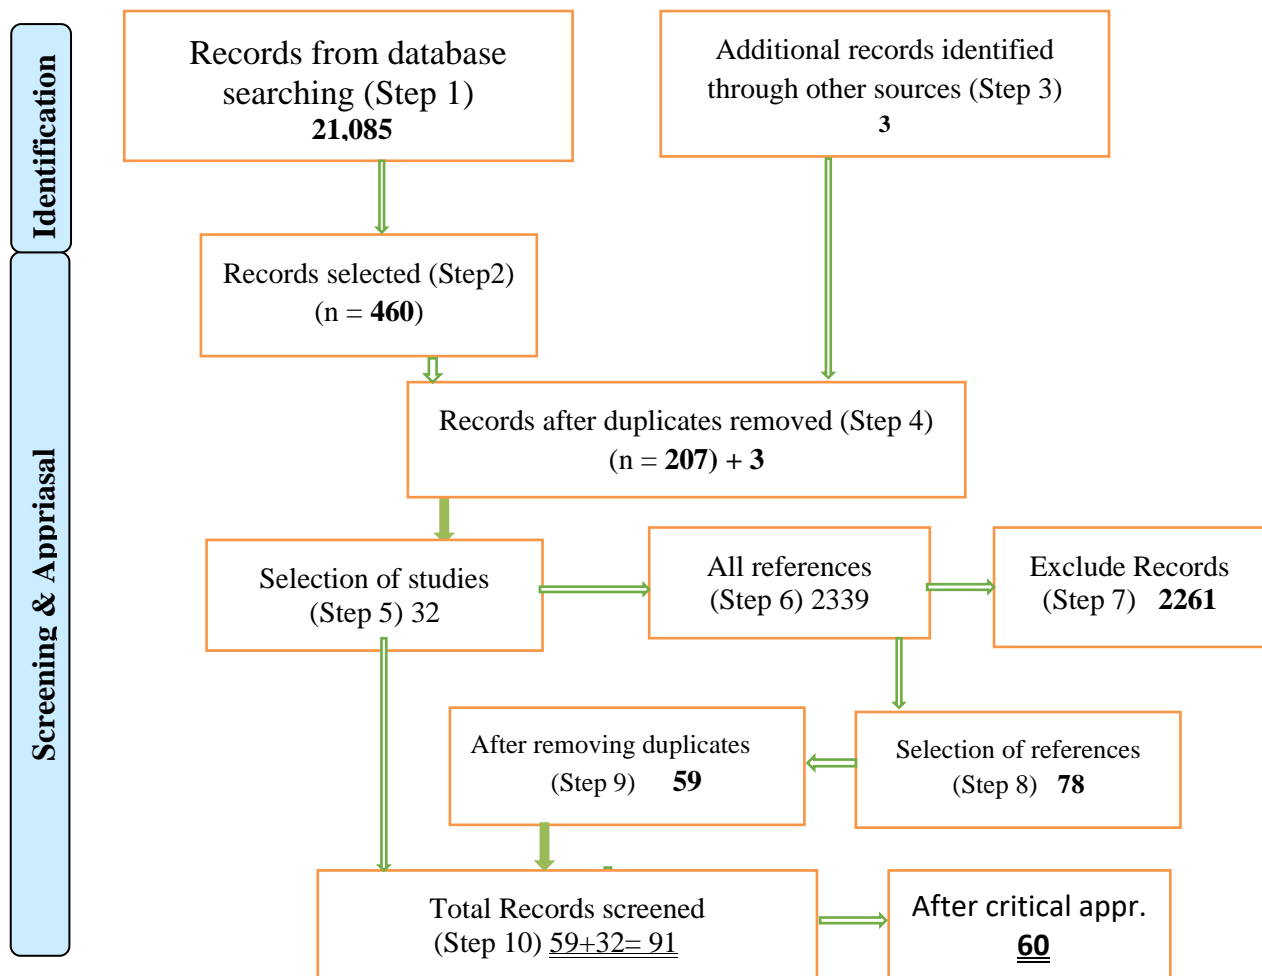 Identification
Records from database
searching (Step 1)
21,085
Additional records identified
through other sources (Step 3)
3
Records selected (Step2)
(n = 460)
Records after duplicates removed (Step 4)
(n = 207) + 3
Screening & Appriasal
Selection of studies
(Step 5) 32
All references
(Step 6) 2339
Exclude Records
(Step 7) 2261
After removing duplicates
(Step 9) 59
Selection of references
(Step 8) 78
Total Records screened
(Step 10) 59+32= 91
After critical appr.
60